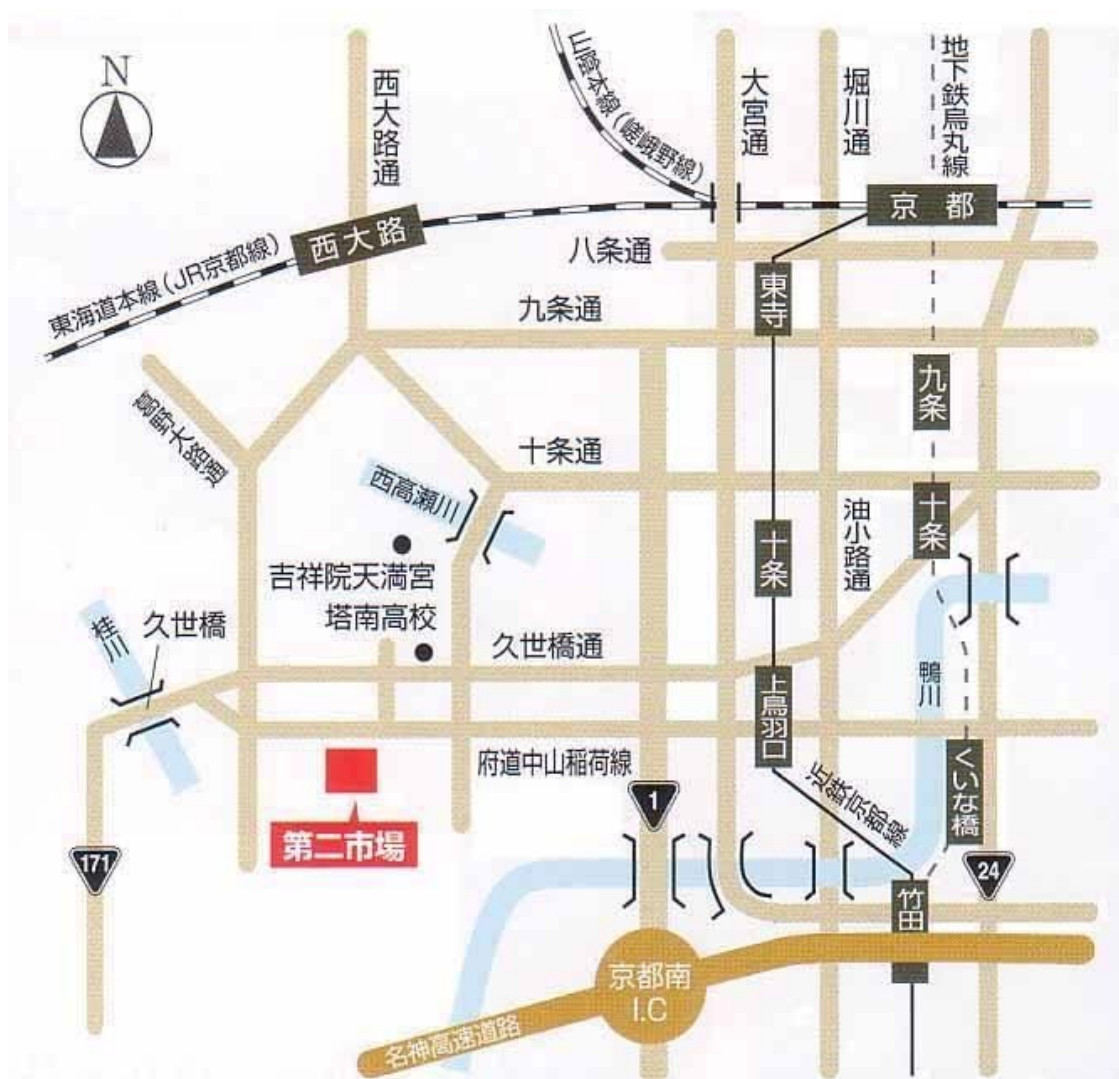 N
西大路通
山陰本線(嵯峨野線)
大宮通
堀川通
地下鉄烏丸線
京都
西大路
東海道本線(JR京都線)
八条通
東寺
九条通
九条
葛野大路通
十条通
西高瀬川
十条
十条
油小路通
吉祥院天満宮
塔南高校
桂川
久世橋
久世橋通
鴨川
上鳥羽口
府道中山稲荷線
くいな橋
近鉄京都線
1
第二市場
171
24
竹田
京都南
I.C
名神高速道路